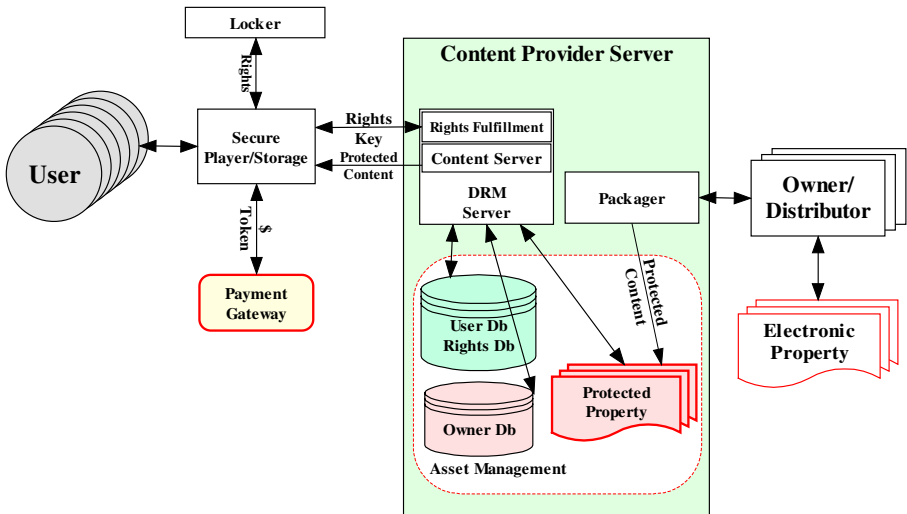 Locker
Rights
User
Secure
Player/Storage
$
Token
Payment
Gateway
Rights
Key
Protected
Content
Content Provider Server
Rights Fulfillment
Content Server
DRM
Server
Packager
Protected
Content
User Db
Rights Db
Owner Db
Protected
Property
Asset Management
Owner/
Distributor
Electronic
Property